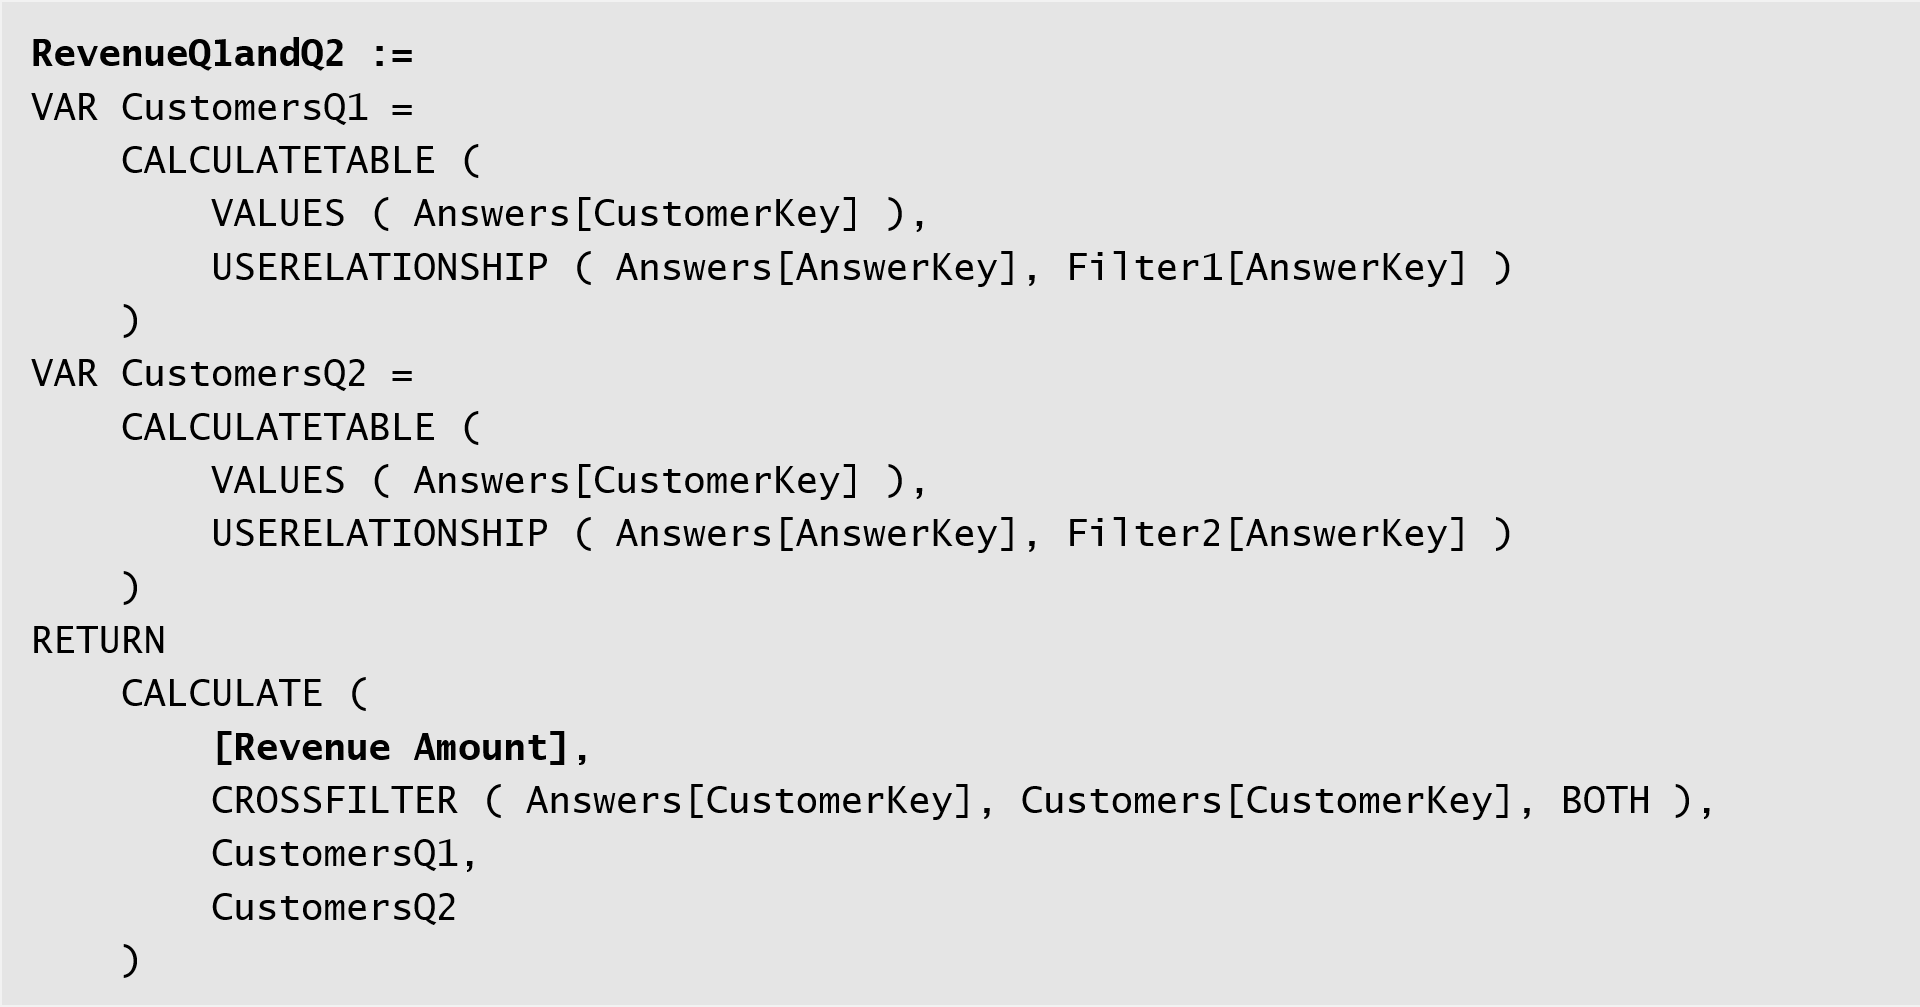 RevenueQ1andQ2 :=
VAR CustomersQ1 =
    CALCULATETABLE (
        VALUES ( Answers[CustomerKey] ),
        USERELATIONSHIP ( Answers[AnswerKey], Filter1[AnswerKey] )
    )
VAR CustomersQ2 =
    CALCULATETABLE (
        VALUES ( Answers[CustomerKey] ),
        USERELATIONSHIP ( Answers[AnswerKey], Filter2[AnswerKey] )
    )
RETURN
    CALCULATE (
        [Revenue Amount],
        CROSSFILTER ( Answers[CustomerKey], Customers[CustomerKey], BOTH ),
        CustomersQ1,
        CustomersQ2
    )